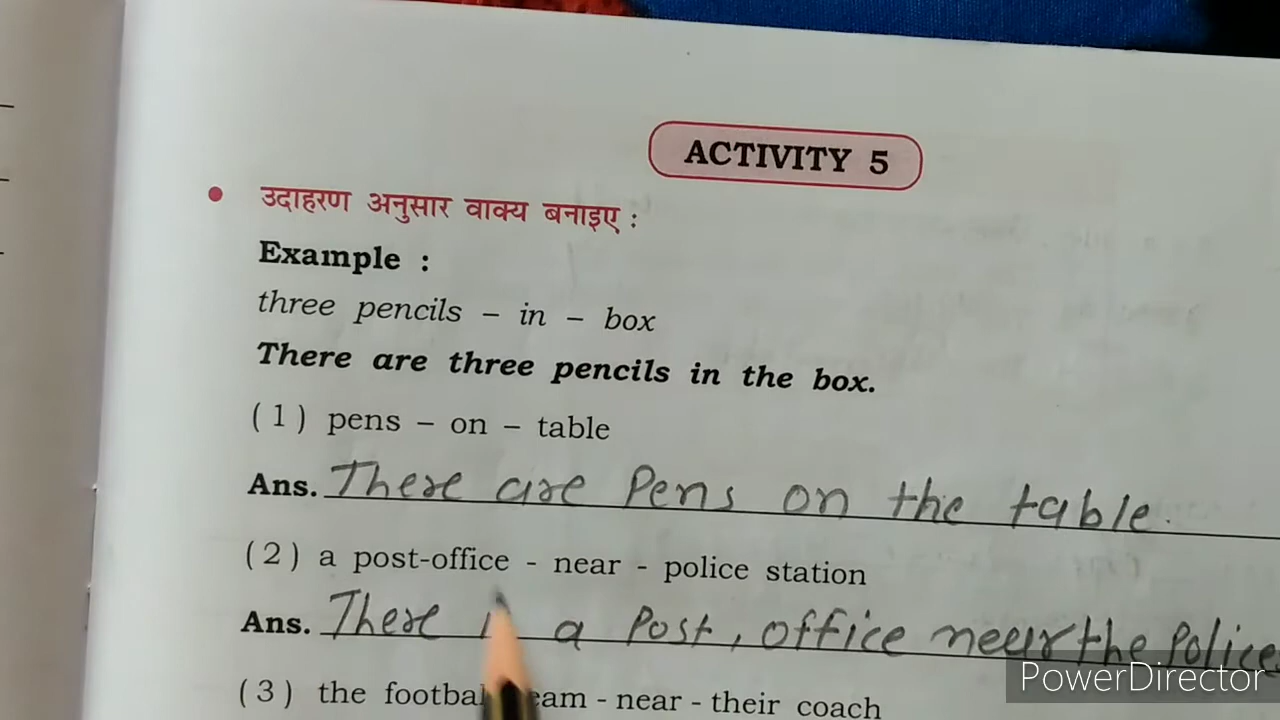 ACTIVITY 5
• उदाहरण अनुसार वाक्य बनाइए :
Example :
three pencils – in – box
There are three pencils in the box.
(1) pens – on – table
Ans. There are Pens on the table.
(2) a post-office - near - police station
Ans. There a Post, office near the Police
(3) the - near - their coach
PowerDirector